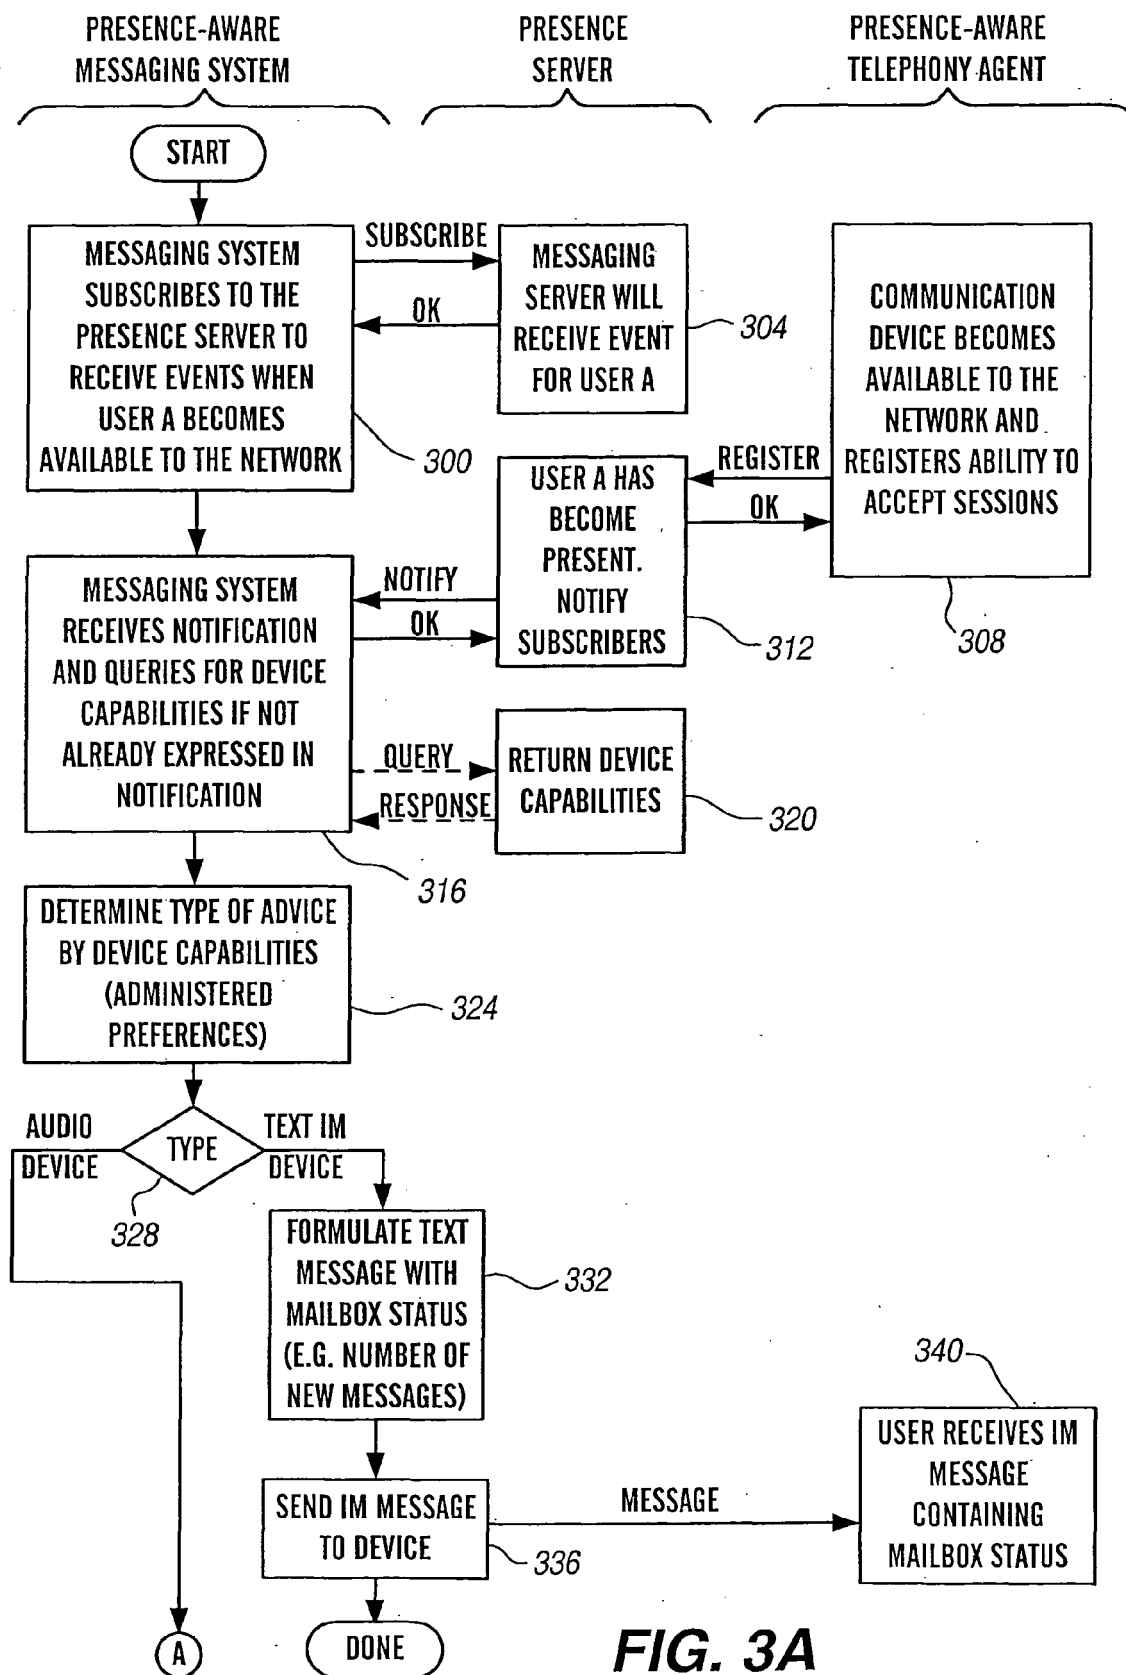 PRESENCE-AWARE
MESSAGING SYSTEM
PRESENCE
SERVER
PRESENCE-AWARE
TELEPHONY AGENT
START
MESSAGING SYSTEM
SUBSCRIBES TO THE
PRESENCE SERVER TO
RECEIVE EVENTS WHEN
USER A BECOMES
AVAILABLE TO THE NETWORK
300
SUBSCRIBE
OK
MESSAGING
SERVER WILL
RECEIVE EVENT
FOR USER A
304
COMMUNICATION
DEVICE BECOMES
AVAILABLE TO THE
NETWORK AND
REGISTERS ABILITY TO
ACCEPT SESSIONS
308
REGISTER
OK
USER A HAS
BECOME
PRESENT.
NOTIFY
SUBSCRIBERS
312
NOTIFY
OK
MESSAGING SYSTEM
RECEIVES NOTIFICATION
AND QUERIES FOR DEVICE
CAPABILITIES IF NOT
ALREADY EXPRESSED IN
NOTIFICATION
316
QUERY
RESPONSE
RETURN DEVICE
CAPABILITIES
320
DETERMINE TYPE OF ADVICE
BY DEVICE CAPABILITIES
(ADMINISTERED
PREFERENCES)
324
AUDIO
DEVICE
TYPE
328
TEXT IM
DEVICE
FORMULATE TEXT
MESSAGE WITH
MAILBOX STATUS
(E.G. NUMBER OF
NEW MESSAGES)
332
SEND IM MESSAGE
TO DEVICE
336
MESSAGE
340
USER RECEIVES IM
MESSAGE
CONTAINING
MAILBOX STATUS
A
DONE
FIG. 3A